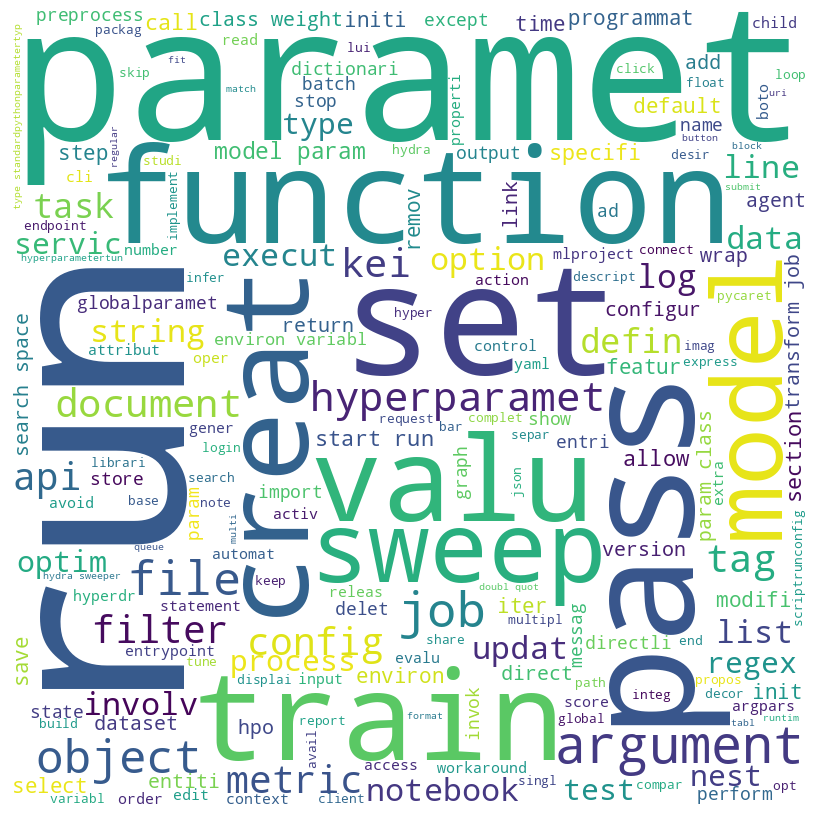 preprocess
packag
call
class weight
initi
except
time
programmat
child
read
lui
skip
fit
dictionari
batch
stop
click
add
float
loop
uri
boto
default
match
properti
type standardpythonparametertyp
paramet
regular
studi
step
cli
model param
type
hydra
output
specifi
name
button
desir
block
line
submit
task
implement
function
remov
link
ad
agent
endpoint
servic
hyperparametertun
number
execut
kei
option
mlproject
connect
wrap
data
infer
action
descript
log
globalparamet
set
configur
pycaret
transform job
string
environ variabl
return
hyper
attribut
oper
control
yaml
defin
imag
featur
express
search space
run
creat
document
hyperparamet
pass
model
gener
request
complet
bar
show
start run
separ
entri
login
librari
api
store
search
note
base
avoid
param
import
activ
valu
graph
json
allow
section
param class
extra
multi
queue
automat
version
optim
hydra sweeper
file
keep
sweep
doubl quot
tag
scriptrunconfig
hyperdr
statement
releas
delet
job
iter
multipl
modifi
filter
config
share
updat
messag
directli
end
list
entrypoint
process
evalu
environ
direct
regex
init
save
tune
displai
input
train
invok
path
propos
decor
involv
state
build
dataset
hpo
report
avail
format
score
global
integ
tabl
argpars
runtim
object
argument
access
workaround
select
entiti
metric
notebook
singl
test
compar
nest
perform
opt
variabl
order
edit
context
client